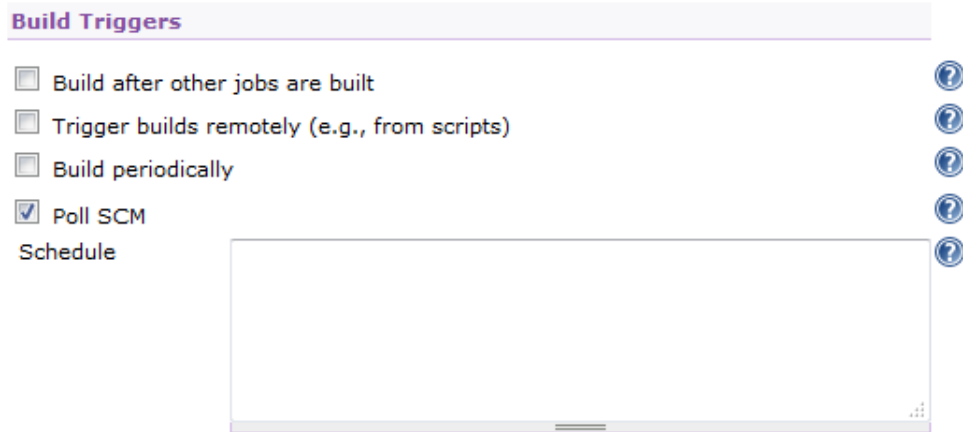 Build Triggers
Build after other jobs are built
Trigger builds remotely (e.g., from scripts)
Build periodically
Poll SCM
Schedule